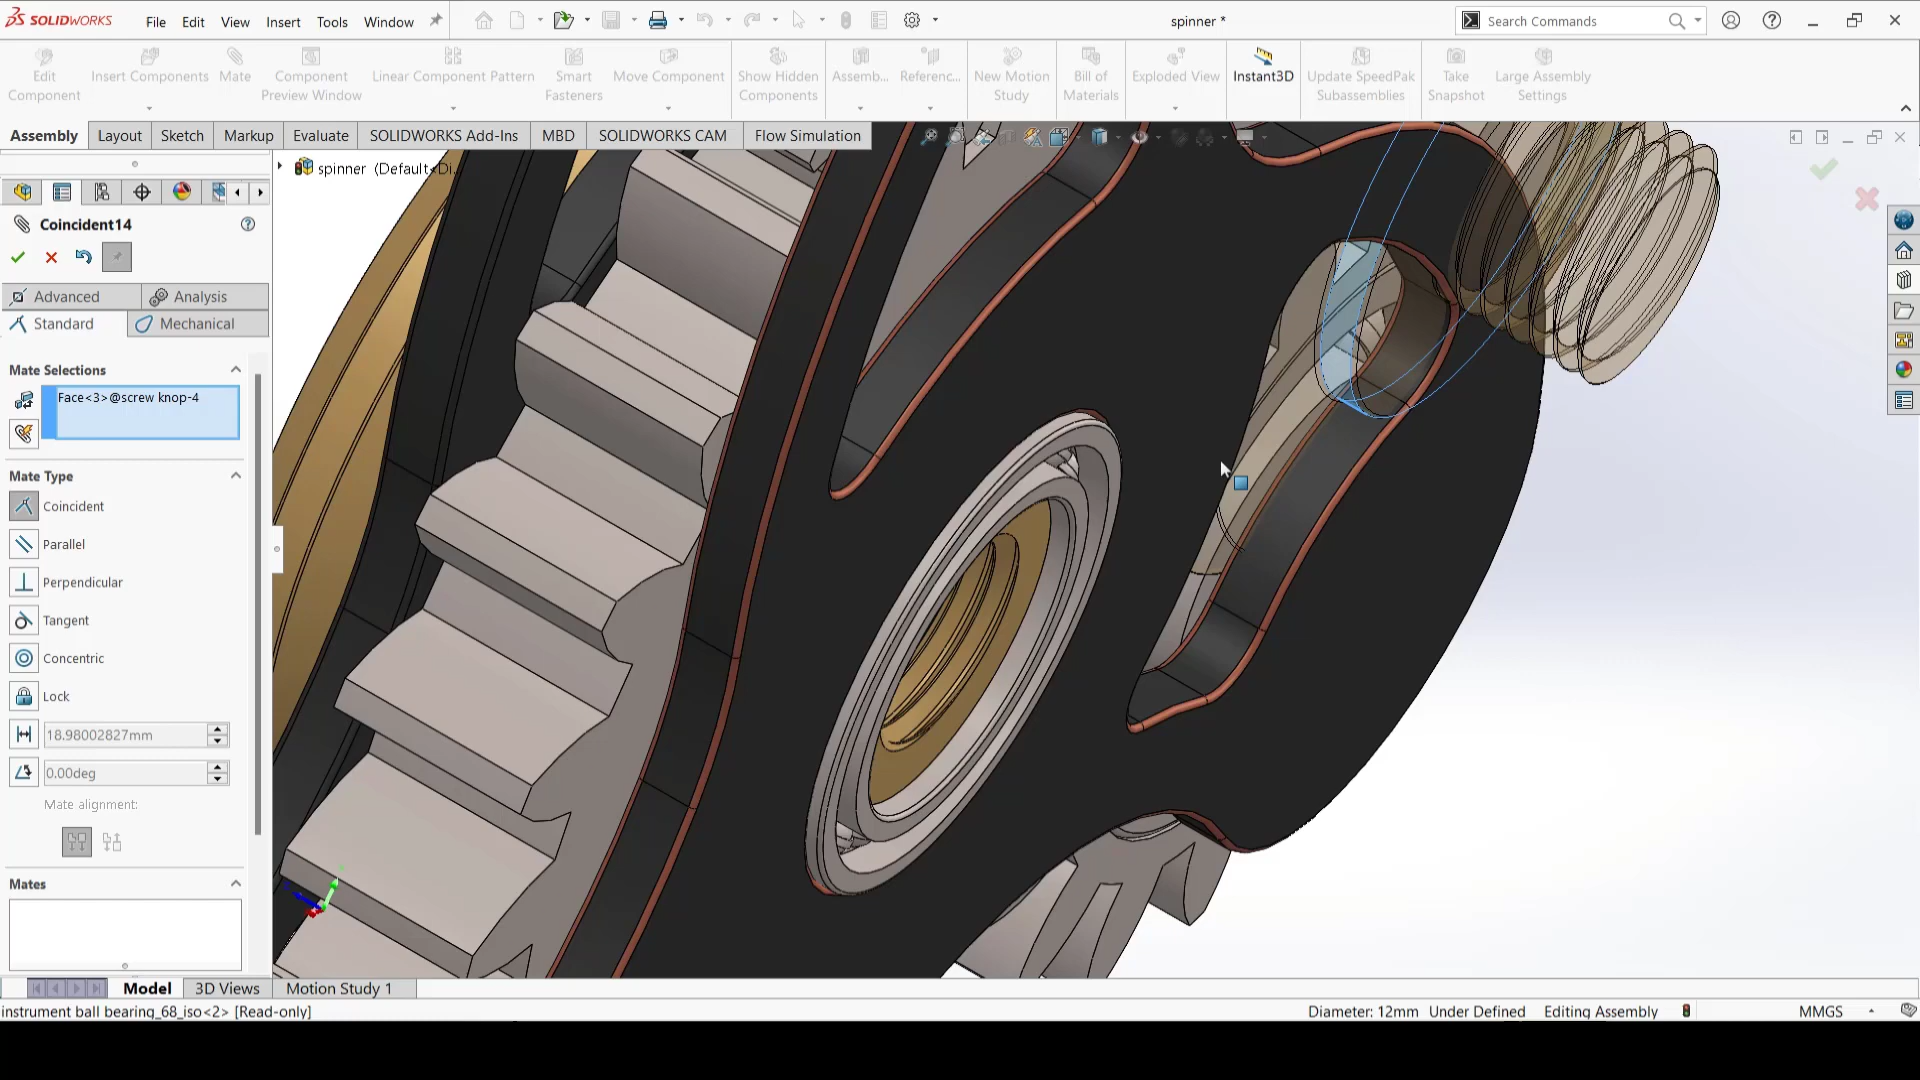 SOLIDWORKS
File Edit View Insert Tools Window
spinner *
Search Commands
Edit Component
Insert Components
Mate
Component Preview Window
Linear Component Pattern
Smart Fasteners
Move Component
Show Hidden Components
Assemb...
Referenc...
New Motion Study
Bill of Materials
Exploded View
Instant3D
Update SpeedPak Subassemblies
Take Snapshot
Large Assembly Settings
Assembly Layout Sketch Markup Evaluate SOLIDWORKS Add-Ins MBD SOLIDWORKS CAM Flow Simulation
spinner (Default<Di...
Coincident14
Advanced Analysis
Standard Mechanical
Mate Selections
Face<3>@screw knop-4
Mate Type
Coincident
Parallel
Perpendicular
Tangent
Concentric
Lock
18.98002827mm
0.00deg
Mate alignment:
Mates
Model 3D Views Motion Study 1
instrument ball bearing_68_iso<2> [Read-only]
Diameter: 12mm Under Defined Editing Assembly MMGS